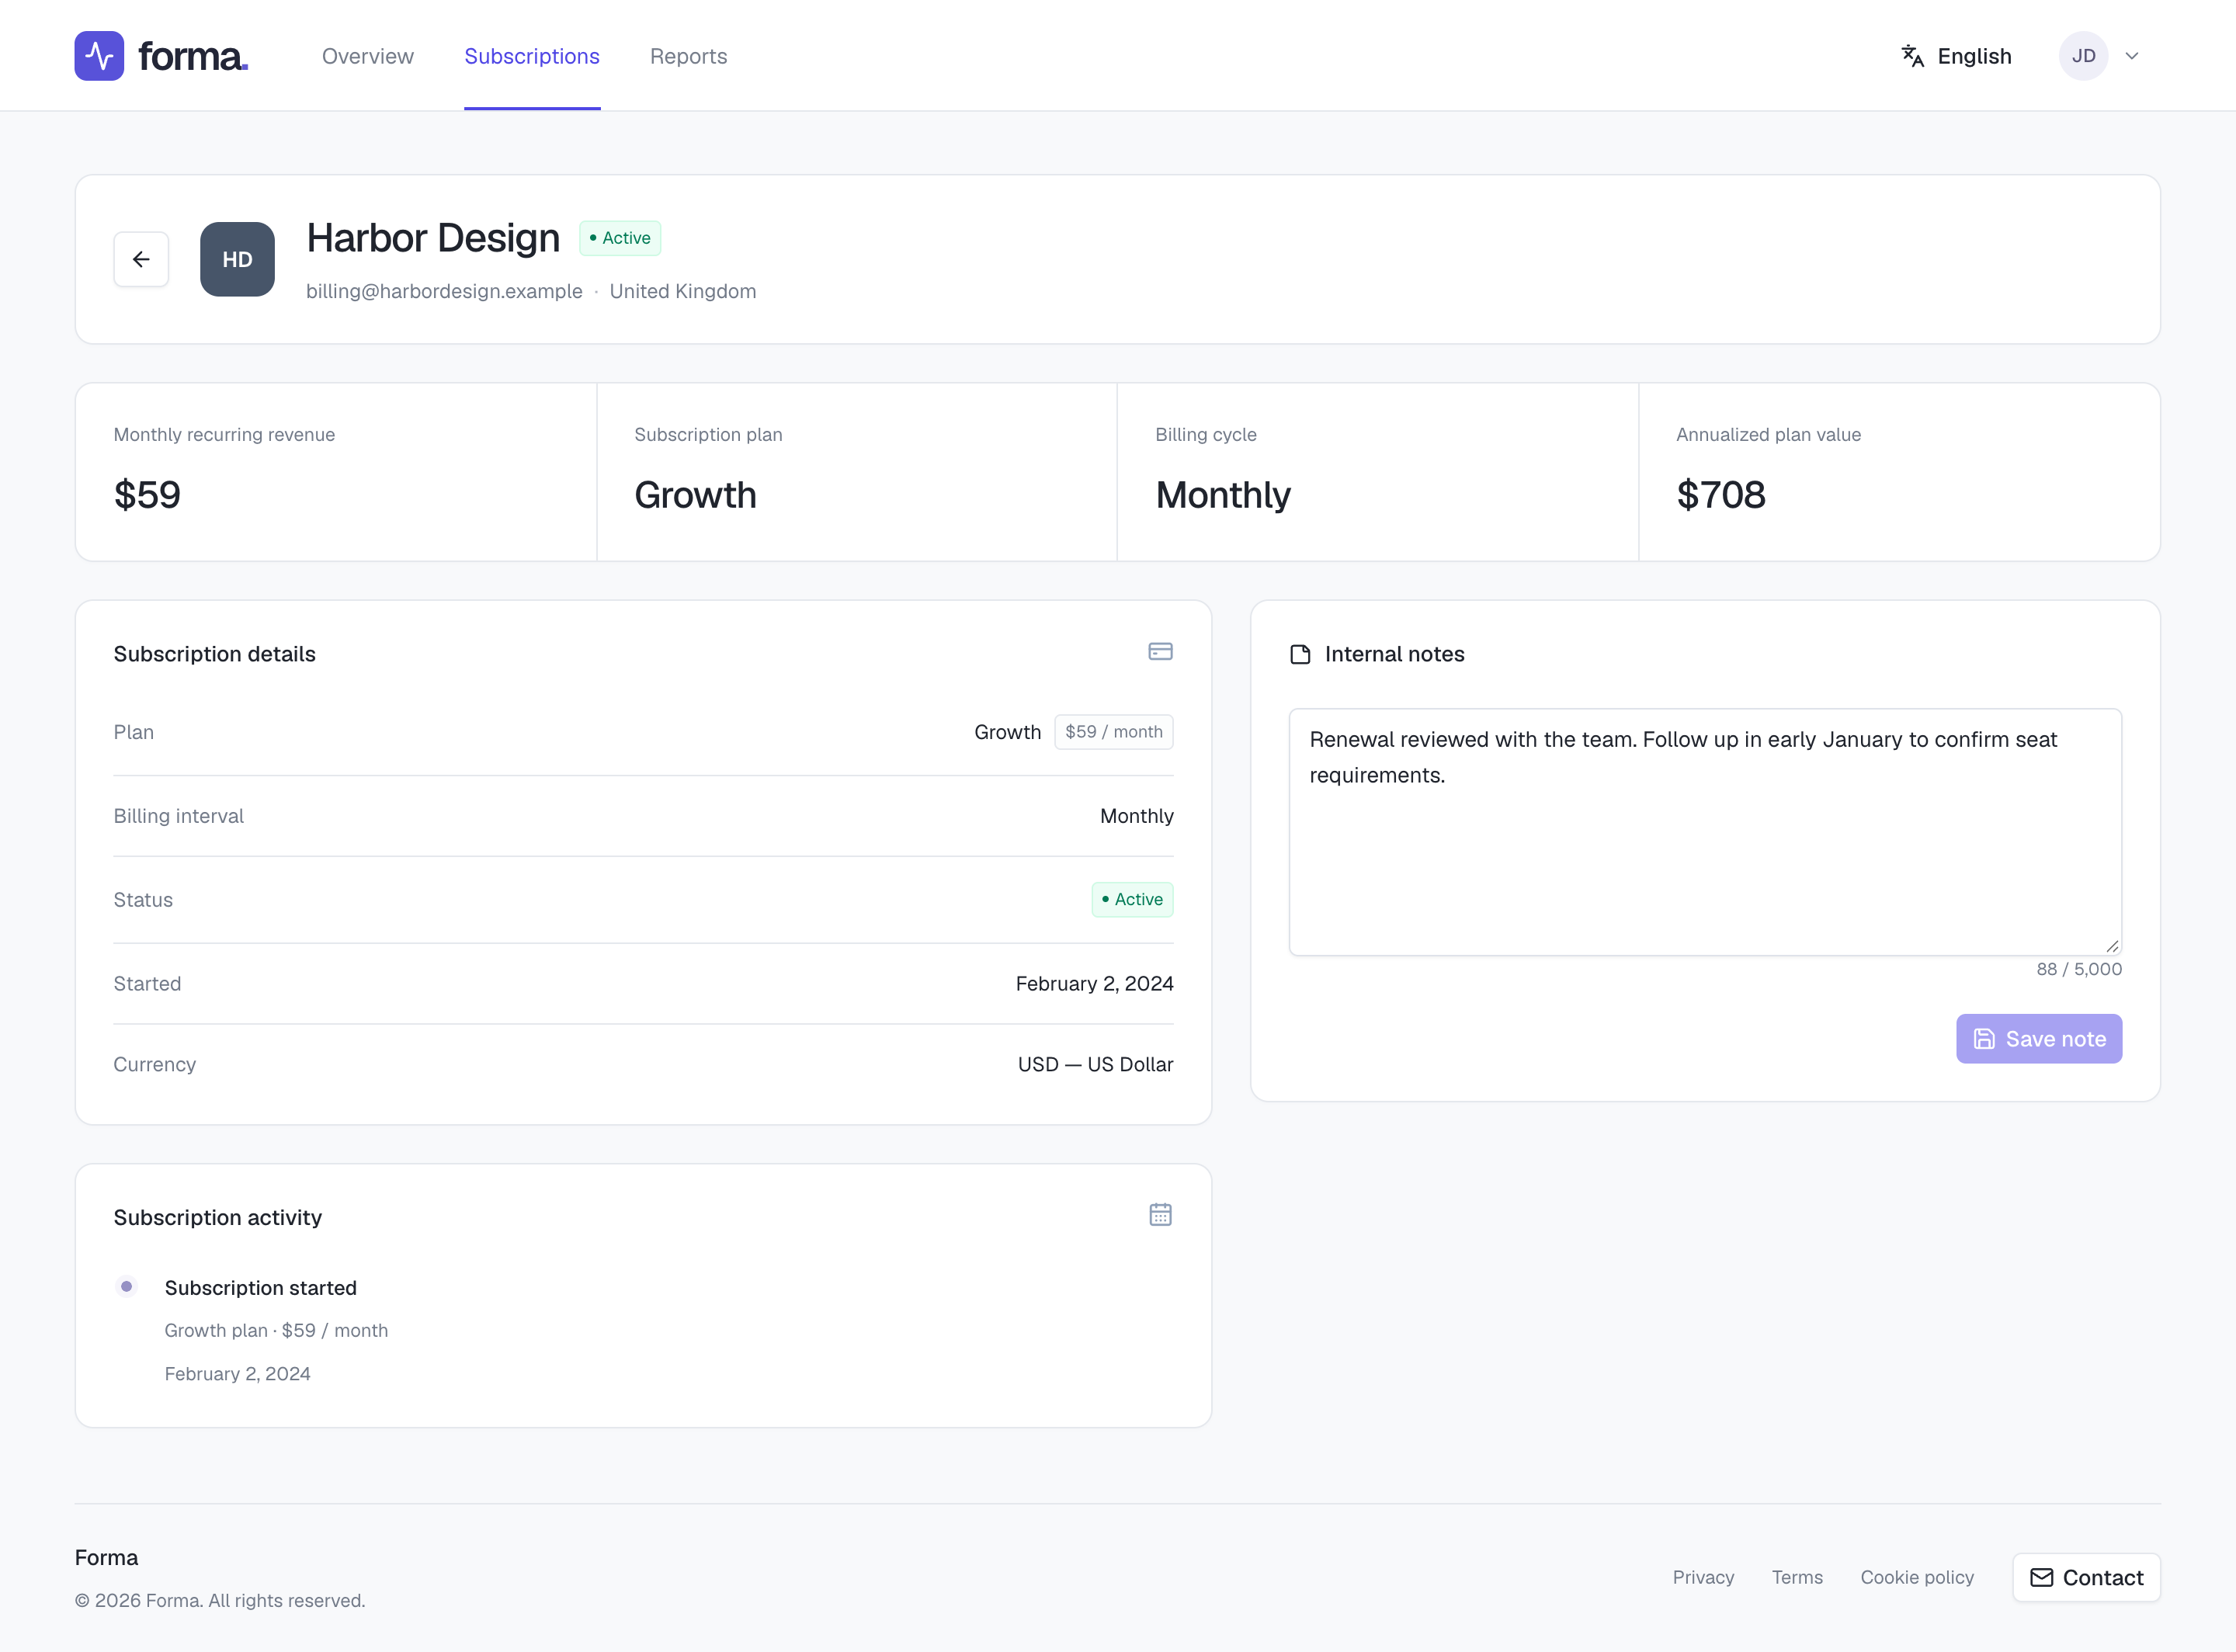 forma.
Overview
Subscriptions
Reports
English
JD
HD
Harbor Design
Active
billing@harbordesign.example · United Kingdom
Monthly recurring revenue
$59
Subscription plan
Growth
Billing cycle
Monthly
Annualized plan value
$708
Subscription details
Plan
Growth
$59 / month
Billing interval
Monthly
Status
Active
Started
February 2, 2024
Currency
USD — US Dollar
Internal notes
Renewal reviewed with the team. Follow up in early January to confirm seat
requirements.
88 / 5,000
Save note
Subscription activity
Subscription started
Growth plan · $59 / month
February 2, 2024
Forma
© 2026 Forma. All rights reserved.
Privacy
Terms
Cookie policy
Contact